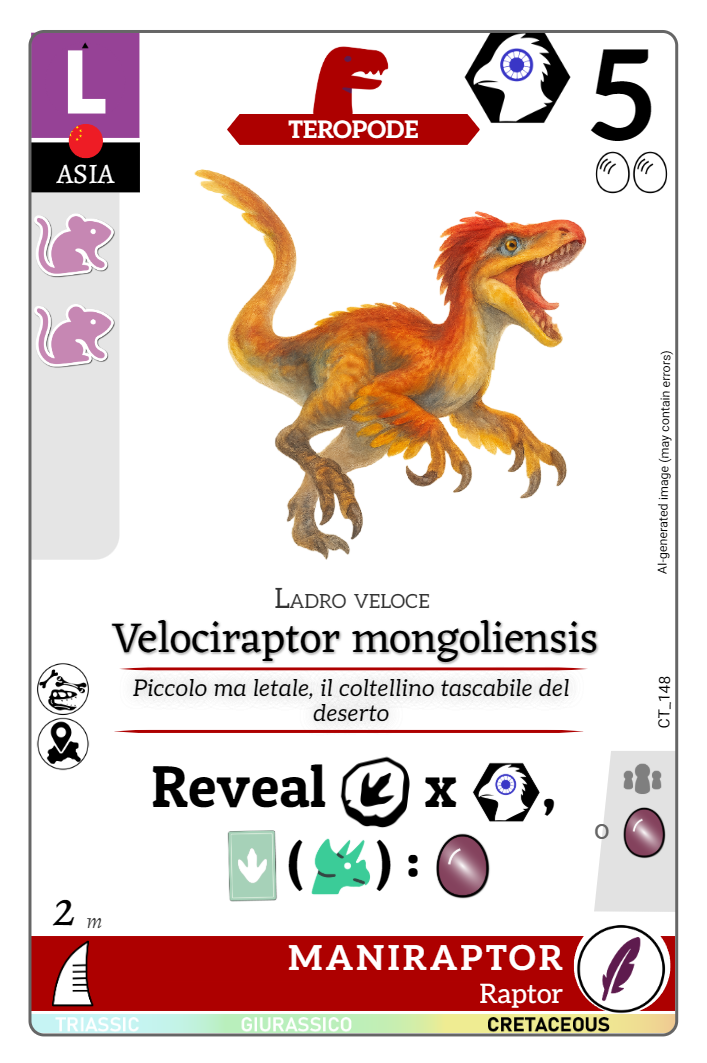 L
ASIA
TEROPODE
5
AI-generated image (may contain errors)
LADRO VELOCE
Velociraptor mongoliensis
Piccolo ma letale, il coltellino tascabile del
deserto
CT_148
Reveal x ,
( ) :
o
2 m
MANIRAPTOR
Raptor
TRIASSIC GIURASSICO CRETACEOUS